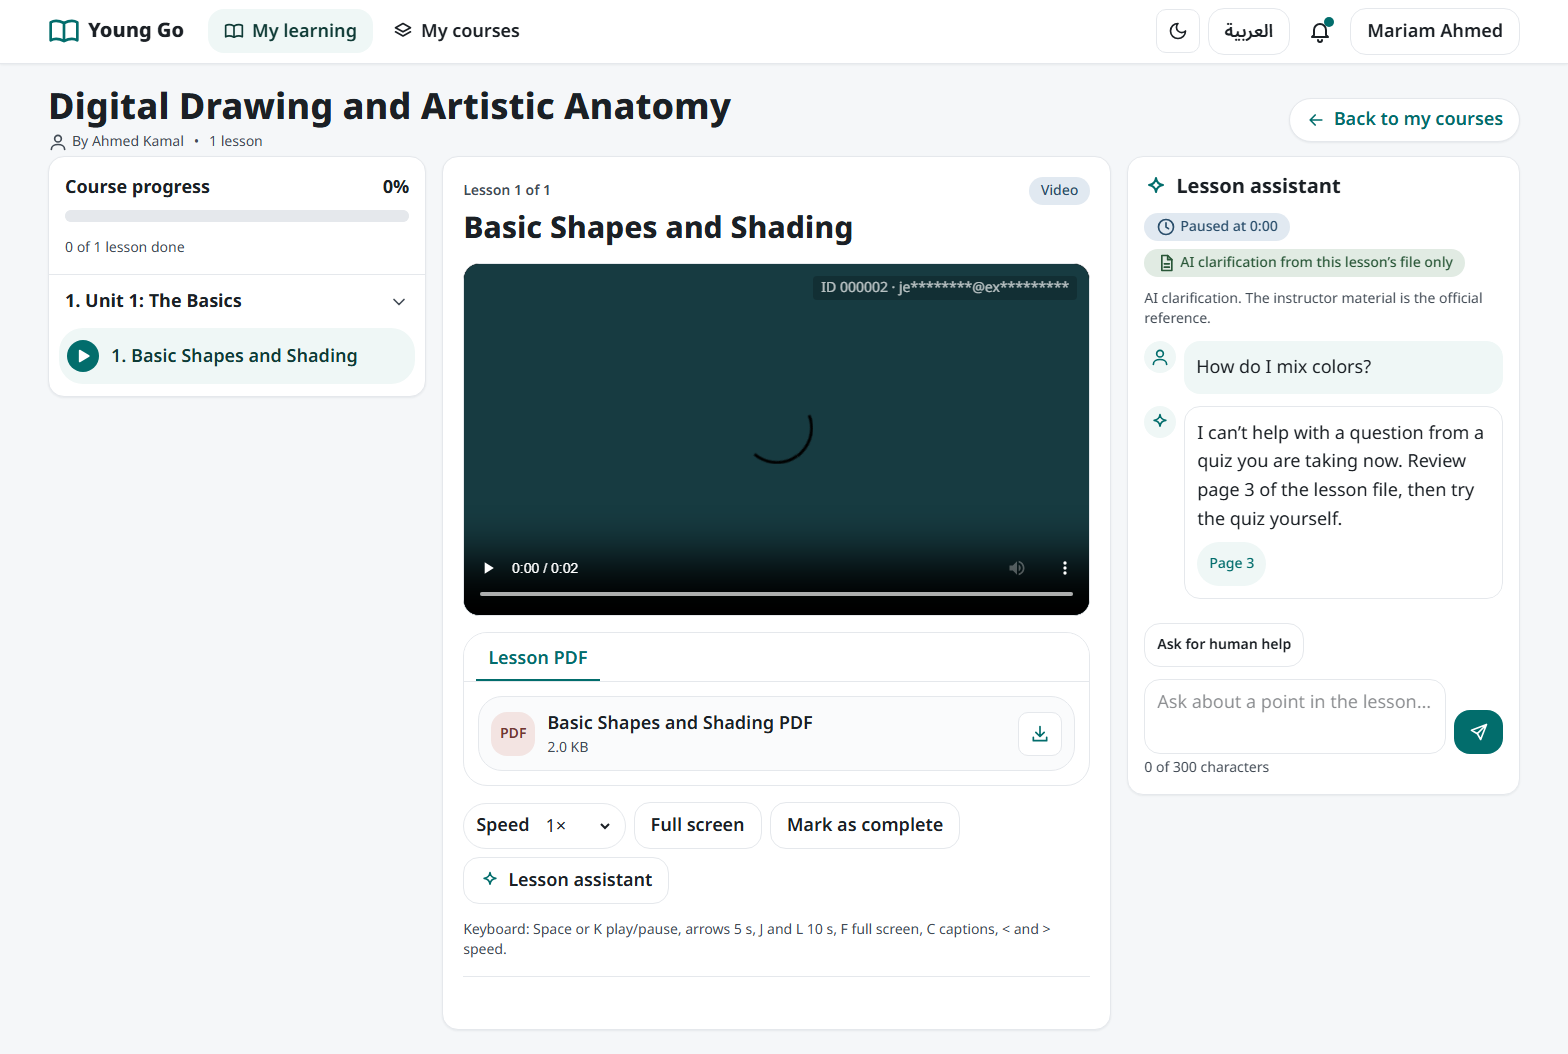 Young Go
My learning
My courses
العربية
Mariam Ahmed
Digital Drawing and Artistic Anatomy
By Ahmed Kamal • 1 lesson
Back to my courses
Course progress 0%
0 of 1 lesson done
1. Unit 1: The Basics
1. Basic Shapes and Shading
Lesson 1 of 1
Video
Basic Shapes and Shading
ID 000002 · je********@ex*********
0:00 / 0:02
Lesson PDF
PDF
Basic Shapes and Shading PDF
2.0 KB
Speed 1×
Full screen
Mark as complete
Lesson assistant
Keyboard: Space or K play/pause, arrows 5 s, J and L 10 s, F full screen, C captions, < and >
speed.
Lesson assistant
Paused at 0:00
AI clarification from this lesson’s file only
AI clarification. The instructor material is the official
reference.
How do I mix colors?
I can’t help with a question from a
quiz you are taking now. Review
page 3 of the lesson file, then try
the quiz yourself.
Page 3
Ask for human help
Ask about a point in the lesson...
0 of 300 characters